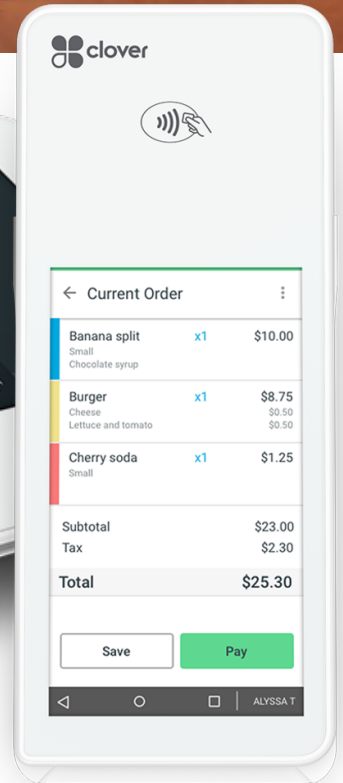 clover
Current Order
Banana split x1 $10.00
Small
Chocolate syrup
Burger x1 $8.75
Cheese $0.50
Lettuce and tomato $0.50
Cherry soda x1 $1.25
Small
Subtotal $23.00
Tax $2.30
Total $25.30
Save Pay
ALYSSA T